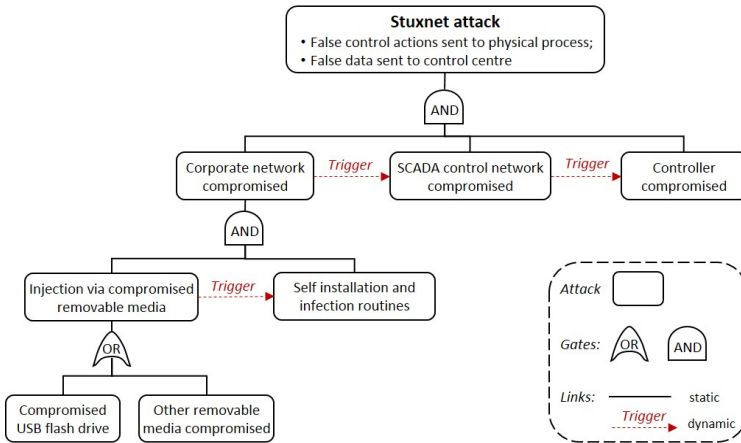 Stuxnet attack
• False control actions sent to physical process;
• False data sent to control centre
AND
Corporate network
compromised
Trigger
SCADA control network
compromised
Trigger
Controller
compromised
AND
Injection via compromised
removable media
Trigger
Self installation and
infection routines
OR
Compromised
USB flash drive
Other removable
media compromised
Attack
Gates: OR AND
Links: static
Trigger dynamic